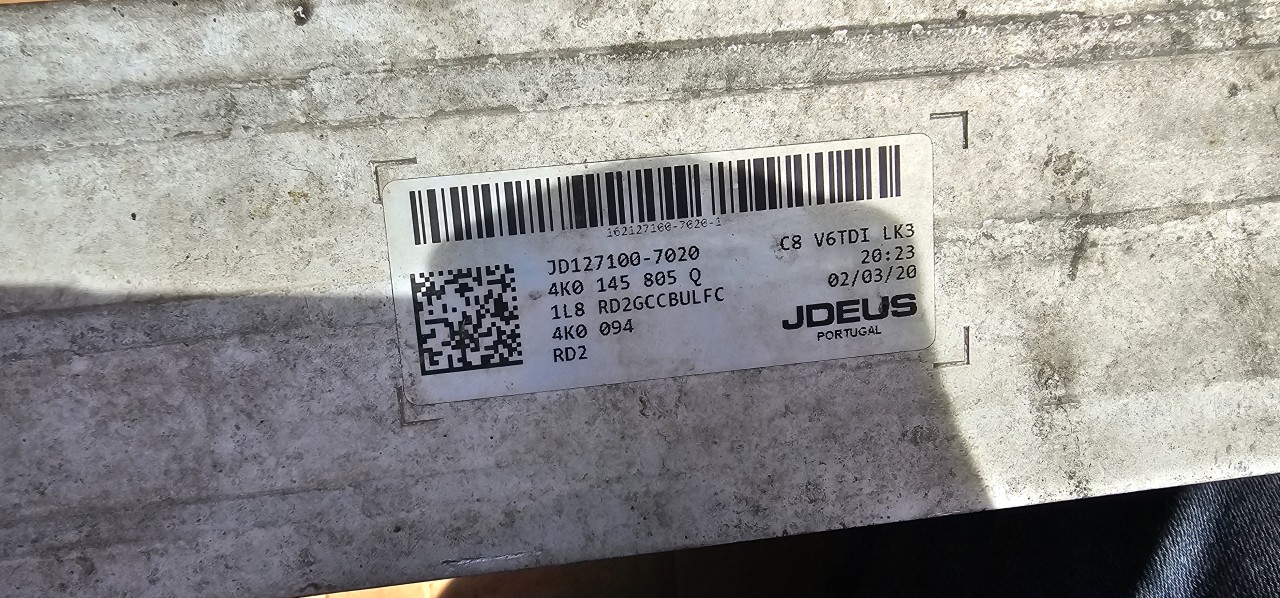 162127100-7020-1
JD127100-7020
4K0 145 805 Q
1L8 RD2GCCBULFC
4K0 094
RD2
C8 V6TDI LK3
20:23
02/03/20
JDEUS
PORTUGAL